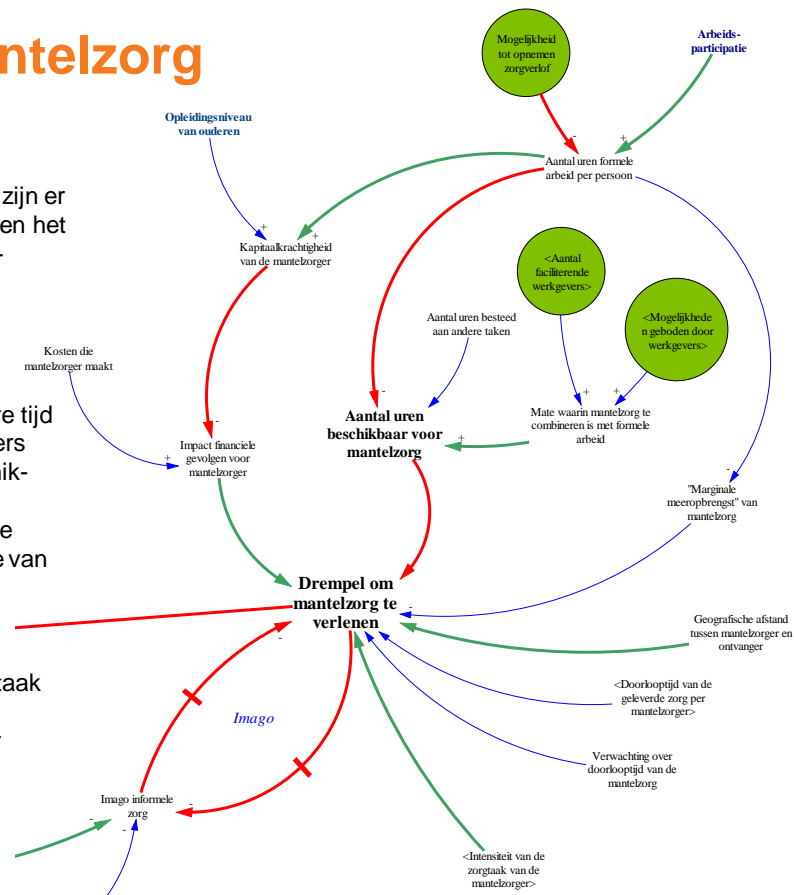 ntelzorg
zijn er
en het
-
e tijd
ers
ik-
e
e van
taak
Mogelijkheid
tot opnemen
zorgverlof
Arbeids-
participatie
Opleidingsniveau
van ouderen
-
+
Aantal uren formele
arbeid per persoon
+
+
Kapitaalkrachtigheid
van de mantelzorger
<Aantal
faciliterende
werkgevers>
<Mogelijkhede
n geboden door
werkgevers>
Aantal uren besteed
aan andere taken
Kosten die
mantelzorger maakt
-
-
-
+
+
Aantal uren
beschikbaar voor
mantelzorg
Mate waarin mantelzorg te
combineren is met formele
arbeid
+
+
Impact financiele
gevolgen voor
mantelzorger
-
"Marginale
meeropbrengst" van
mantelzorg
Drempel om
mantelzorg te
verlenen
-
-
Geografische afstand
tussen mantelzorger en
ontvanger
<Doorlooptijd van de
geleverde zorg per
mantelzorger>
Imago
Verwachting over
doorlooptijd van de
mantelzorg
Imago informele
zorg
-
-
-
<Intensiteit van de
zorgtaak van de
mantelzorger>